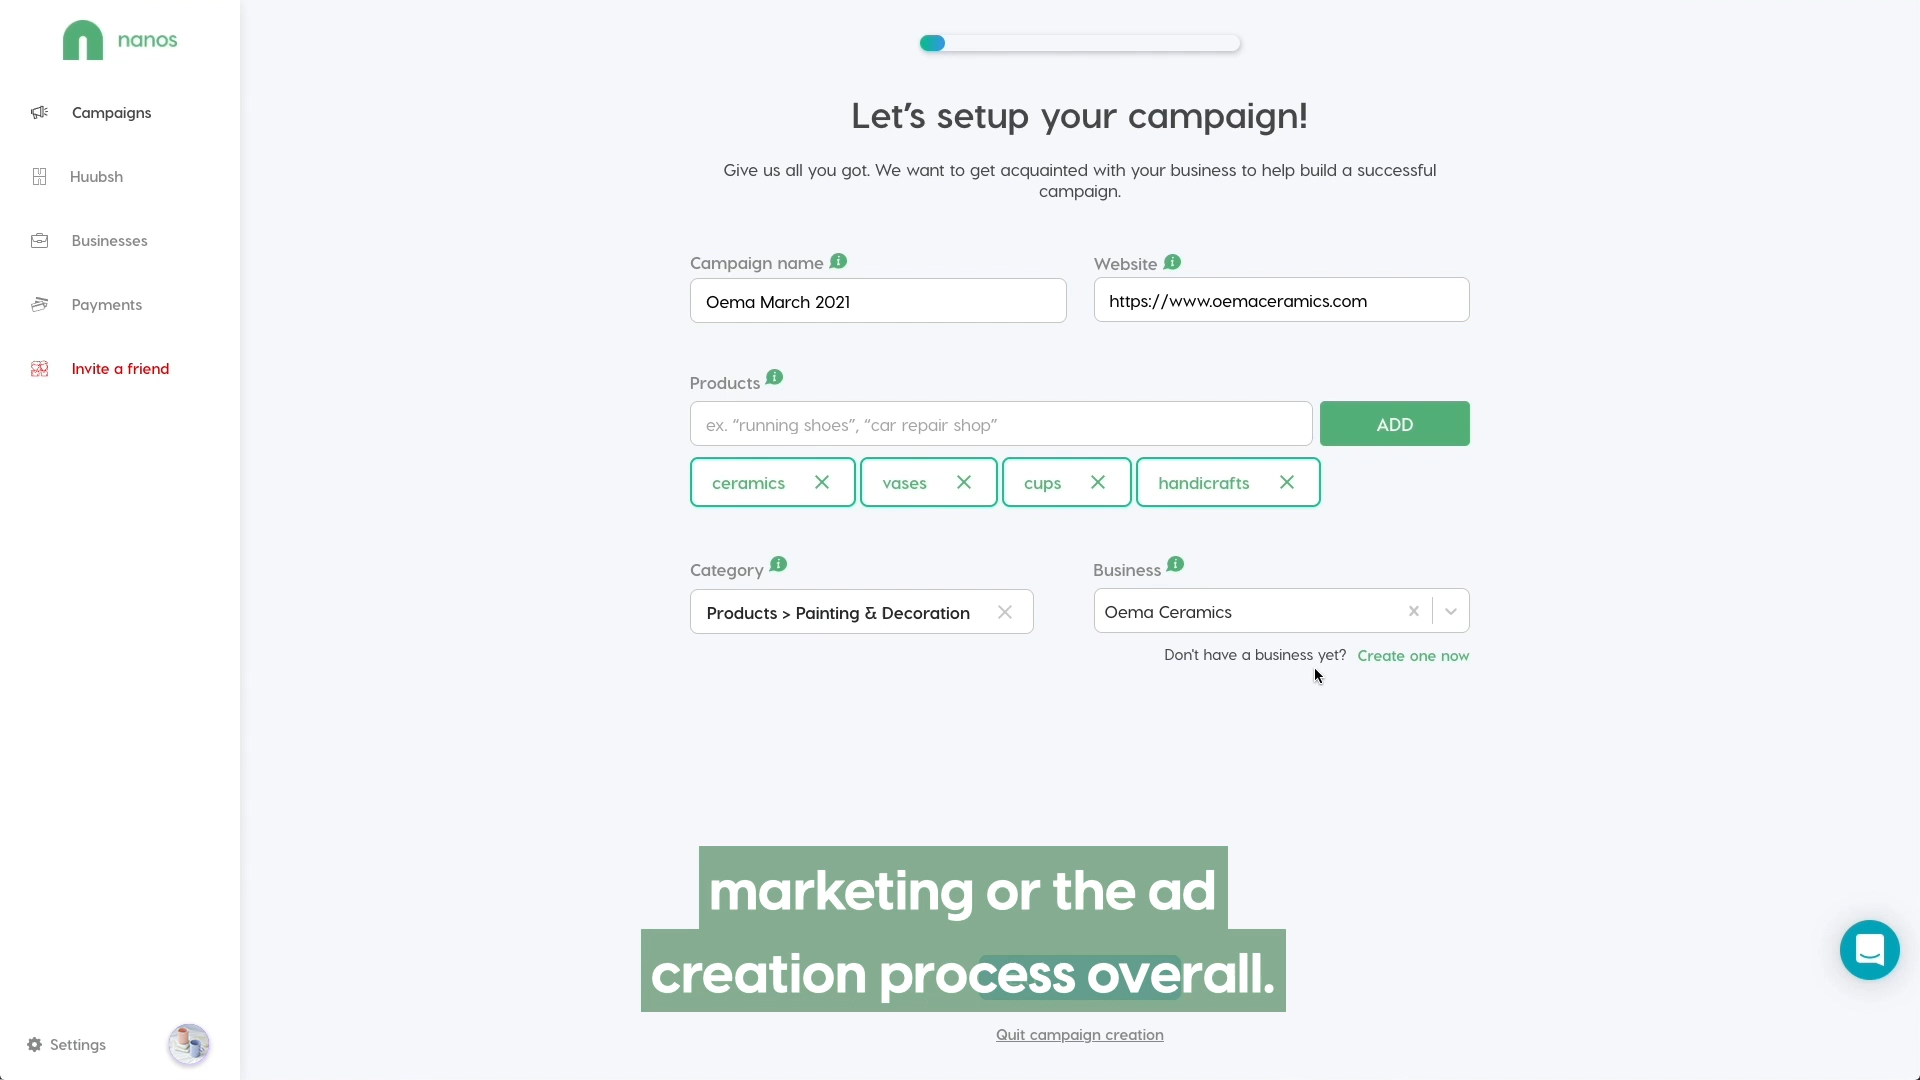 nanos
Campaigns
Huubsh
Businesses
Payments
Invite a friend
Settings
Let's setup your campaign!
Give us all you got. We want to get acquainted with your business to help build a successful
campaign.
Campaign name
Website
Oema March 2021
https://www.oemaceramics.com
Products
ex. "running shoes", "car repair shop"
ADD
ceramics
vases
cups
handicrafts
Category
Business
Products > Painting & Decoration
Oema Ceramics
Don't have a business yet? Create one now
marketing or the ad
creation process overall.
Quit campaign creation